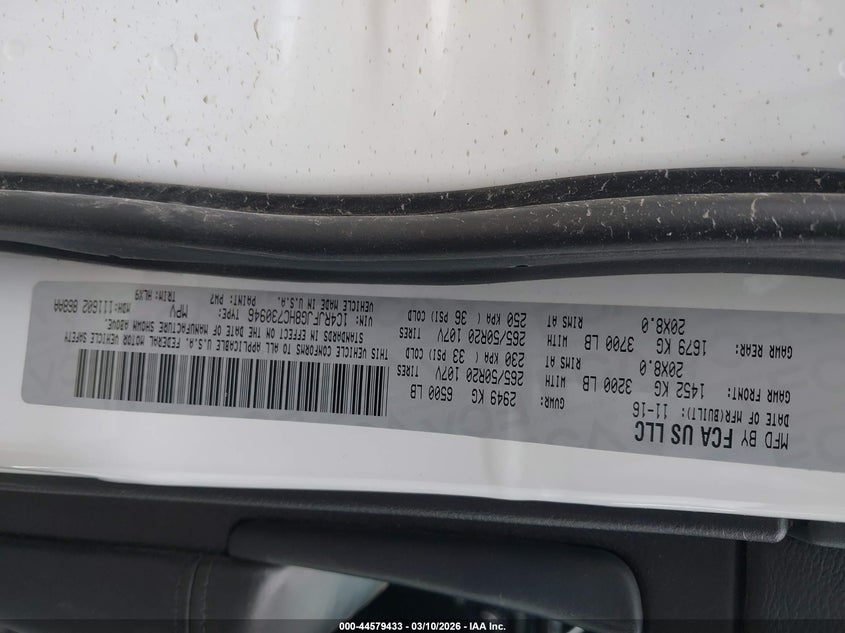 MFD BY FCA US LLC
DATE OF MFR(BUILT): 11-16
GVWR: 2949 KG 6500 LB
GAWR FRONT: 1452 KG 3200 LB WITH 265/50R20 107V TIRES
20X8.0 RIMS AT 230 KPA( 33 PSI) COLD
GAWR REAR: 1679 KG 3700 LB WITH 265/50R20 107V TIRES
20X8.0 RIMS AT 250 KPA( 36 PSI) COLD
THIS VEHICLE CONFORMS TO ALL APPLICABLE U.S.A. FEDERAL MOTOR VEHICLE SAFETY
STANDARDS IN EFFECT ON THE DATE OF MANUFACTURE SHOWN ABOVE.
VIN: 1C4RJFJG8HC730946 TYPE: MPV MDH:111602 868AA
VEHICLE MADE IN U.S.A. PAINT: PW7 TRIM: HLX9
000-44579433 - 03/10/2026 - IAA Inc.